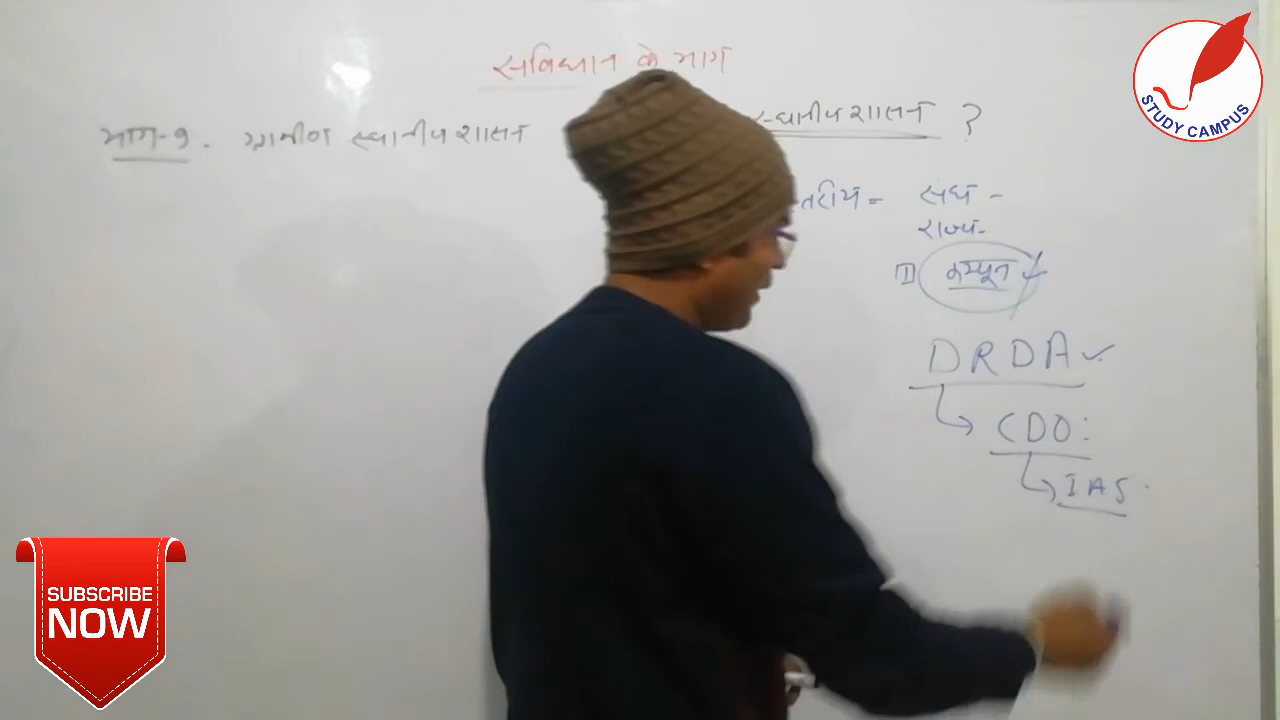 संविधान के भाग
भाग-9. ग्रामीण स्थानीय शासन
स्थानीय शासन ?
स्तरीय = संघ -
राज्य-
DRDA ✓
CDO:
IAS
STUDY CAMPUS
SUBSCRIBE
NOW